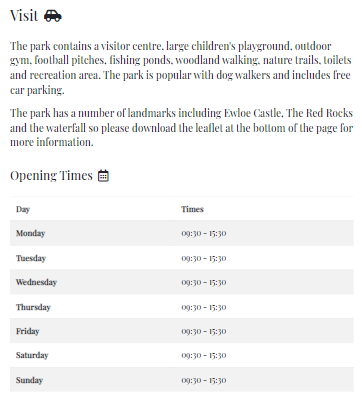 Visit
The park contains a visitor centre, large children's playground, outdoor
gym, football pitches, fishing ponds, woodland walking, nature trails, toilets
and recreation area. The park is popular with dog walkers and includes free
car parking.
The park has a number of landmarks including Ewloe Castle, The Red Rocks
and the waterfall so please download the leaflet at the bottom of the page for
more information.
Opening Times
Day Times
Monday 09:30 - 15:30
Tuesday 09:30 - 15:30
Wednesday 09:30 - 15:30
Thursday 09:30 - 15:30
Friday 09:30 - 15:30
Saturday 09:30 - 15:30
Sunday 09:30 - 15:30